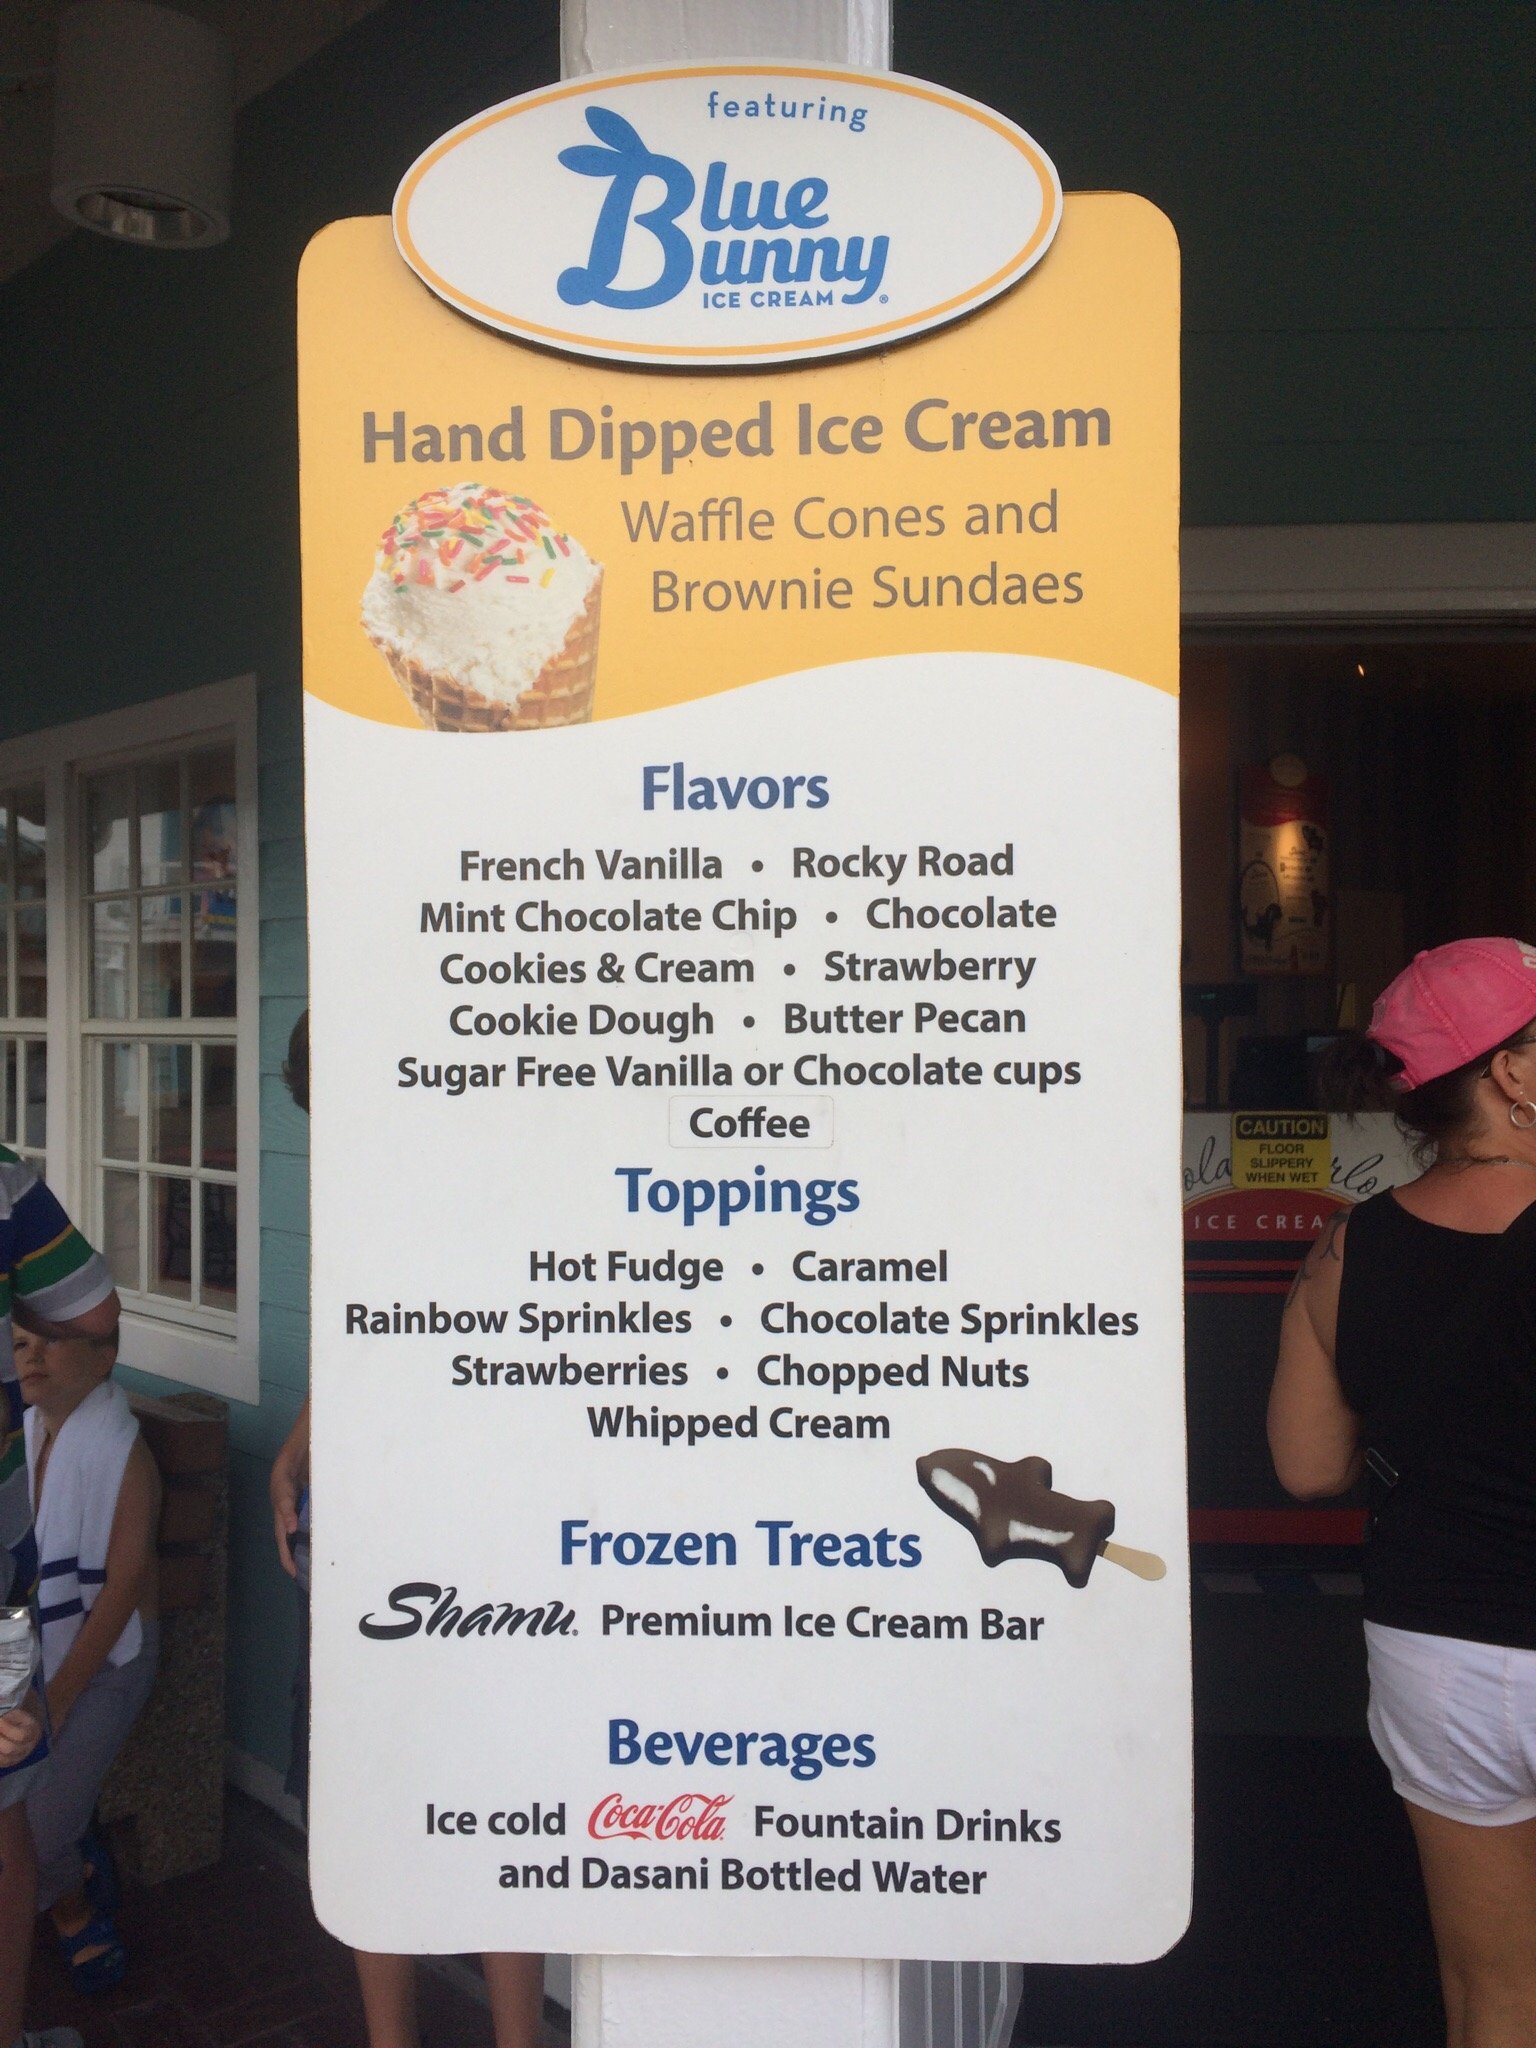 featuring
Blue
Bunny
ICE CREAM®
Hand Dipped Ice Cream
Waffle Cones and
Brownie Sundaes
Flavors
French Vanilla • Rocky Road
Mint Chocolate Chip • Chocolate
Cookies & Cream • Strawberry
Cookie Dough • Butter Pecan
Sugar Free Vanilla or Chocolate cups
Coffee
Toppings
Hot Fudge • Caramel
Rainbow Sprinkles • Chocolate Sprinkles
Strawberries • Chopped Nuts
Whipped Cream
Frozen Treats
Shamu® Premium Ice Cream Bar
Beverages
Ice cold Coca-Cola Fountain Drinks
and Dasani Bottled Water
CAUTION
FLOOR
SLIPPERY
WHEN WET
ICE CREA